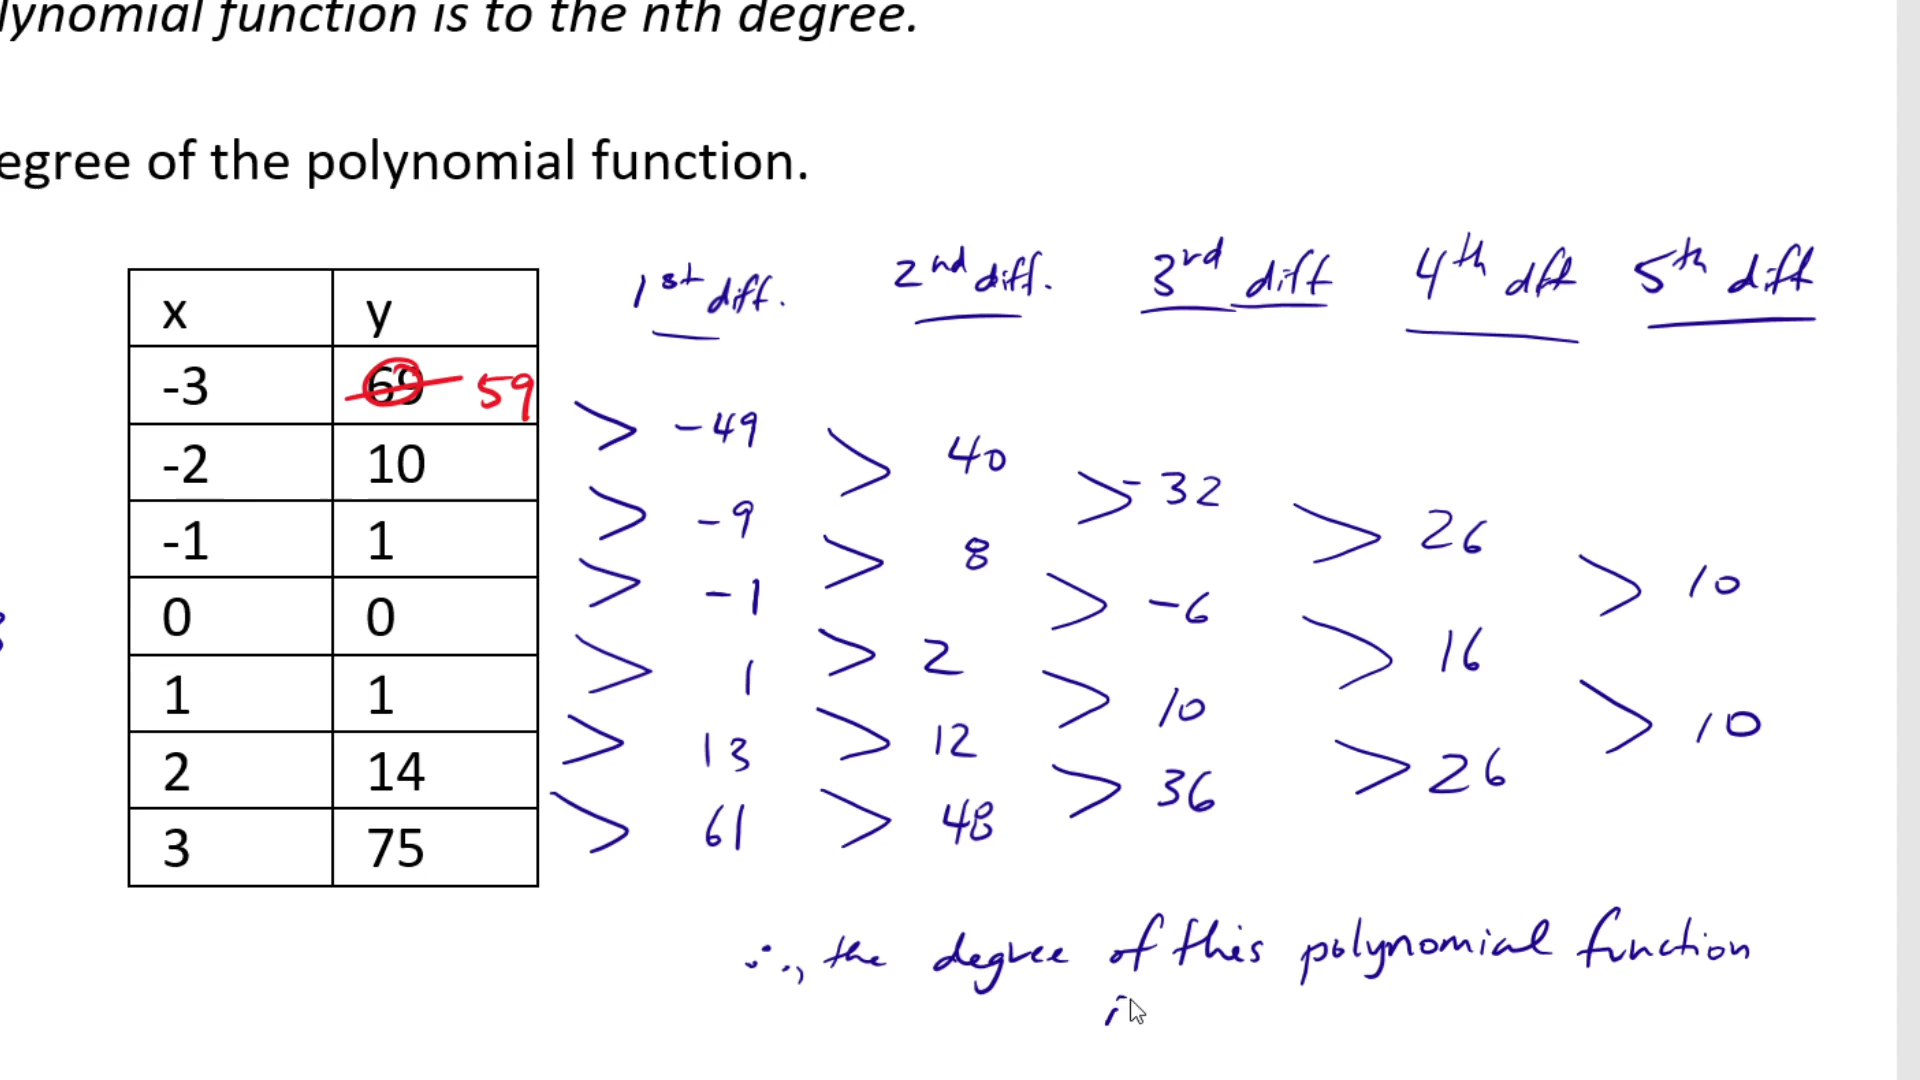 lynomial function is to the nth degree.
egree of the polynomial function.
1st diff. 2nd diff. 3rd diff 4th dff 5th diff
x y
-3 69 59
-49 40 -32 26 10
-2 10
-9 8 -6 16 10
-1 1
-1 2 10 26
0 0
1 12 36
1 1
13 48
2 14
61
3 75
∴, the degree of this polynomial function
i